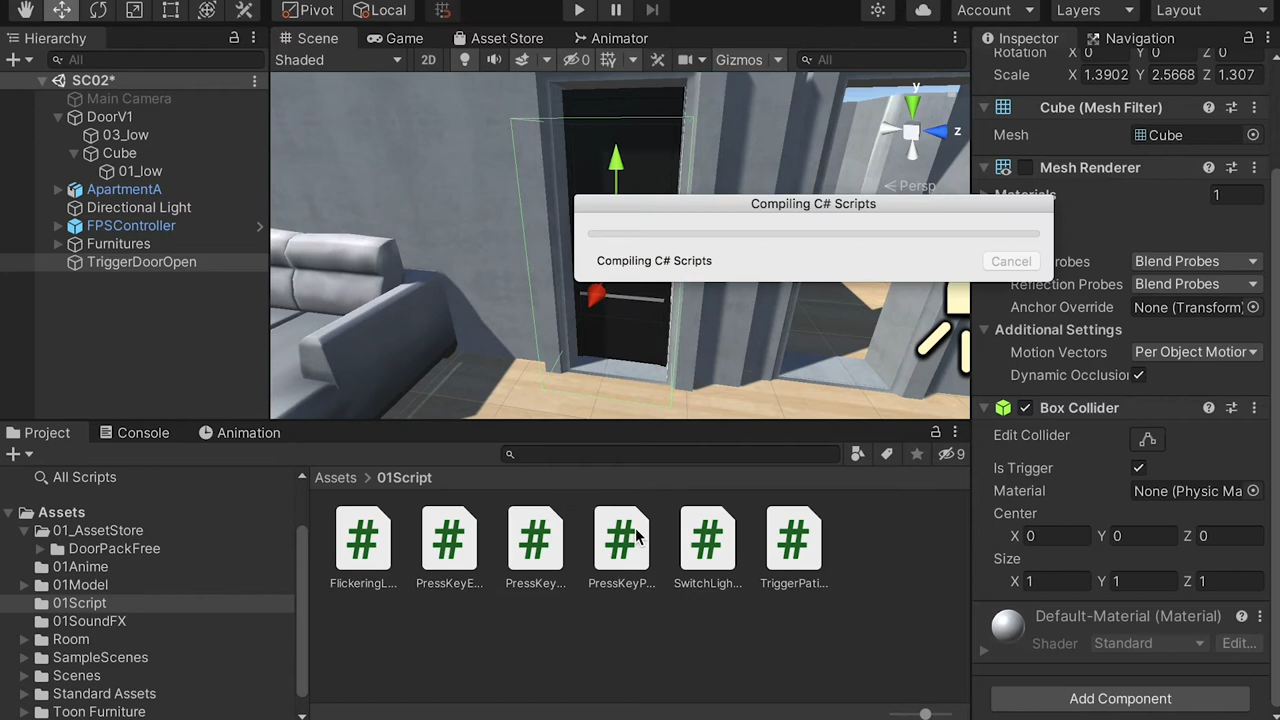 Pivot
Local
Account
Layers
Layout
Hierarchy
Scene
Game
Asset Store
Animator
Inspector
Navigation
All
Shaded
2D
0
Gizmos
All
Rotation
X 0 Y 0 Z 0
Scale
X 1.3902 Y 2.5668 Z 1.307
SC02*
Main Camera
DoorV1
03_low
Cube
01_low
ApartmentA
Directional Light
FPSController
Furnitures
TriggerDoorOpen
y
z
Persp
Compiling C# Scripts
Compiling C# Scripts
Cancel
Cube (Mesh Filter)
Mesh
Cube
Mesh Renderer
Materials
1
Blend Probes
Reflection Probes
Blend Probes
Anchor Override
None (Transform)
Additional Settings
Motion Vectors
Per Object Motion
Dynamic Occlusion
Box Collider
Edit Collider
Is Trigger
Material
None (Physic Ma
Center
X 0 Y 0 Z 0
Size
X 1 Y 1 Z 1
Default-Material (Material)
Shader
Standard
Edit...
Add Component
Project
Console
Animation
9
All Scripts
Assets
01_AssetStore
DoorPackFree
01Anime
01Model
01Script
01SoundFX
Room
SampleScenes
Scenes
Standard Assets
Toon Furniture
Assets > 01Script
FlickeringL...
PressKeyE...
PressKey...
PressKeyP...
SwitchLigh...
TriggerPati...